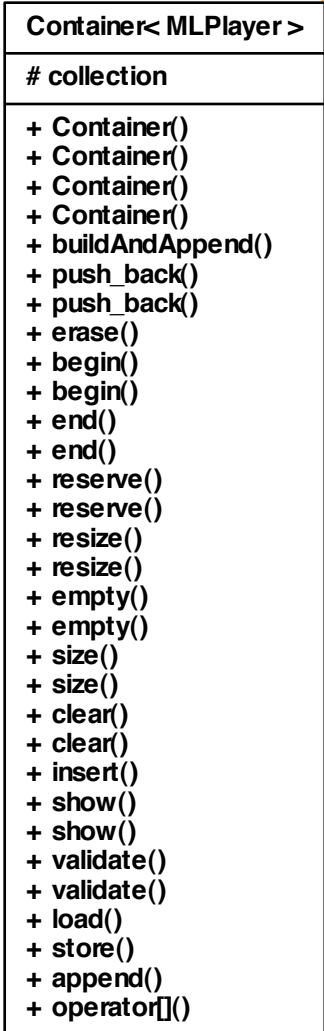 Container< MLPlayer >
# collection
+ Container()
+ Container()
+ Container()
+ Container()
+ buildAndAppend()
+ push_back()
+ push_back()
+ erase()
+ begin()
+ begin()
+ end()
+ end()
+ reserve()
+ reserve()
+ resize()
+ resize()
+ empty()
+ empty()
+ size()
+ size()
+ clear()
+ clear()
+ insert()
+ show()
+ show()
+ validate()
+ validate()
+ load()
+ store()
+ append()
+ operator[]()